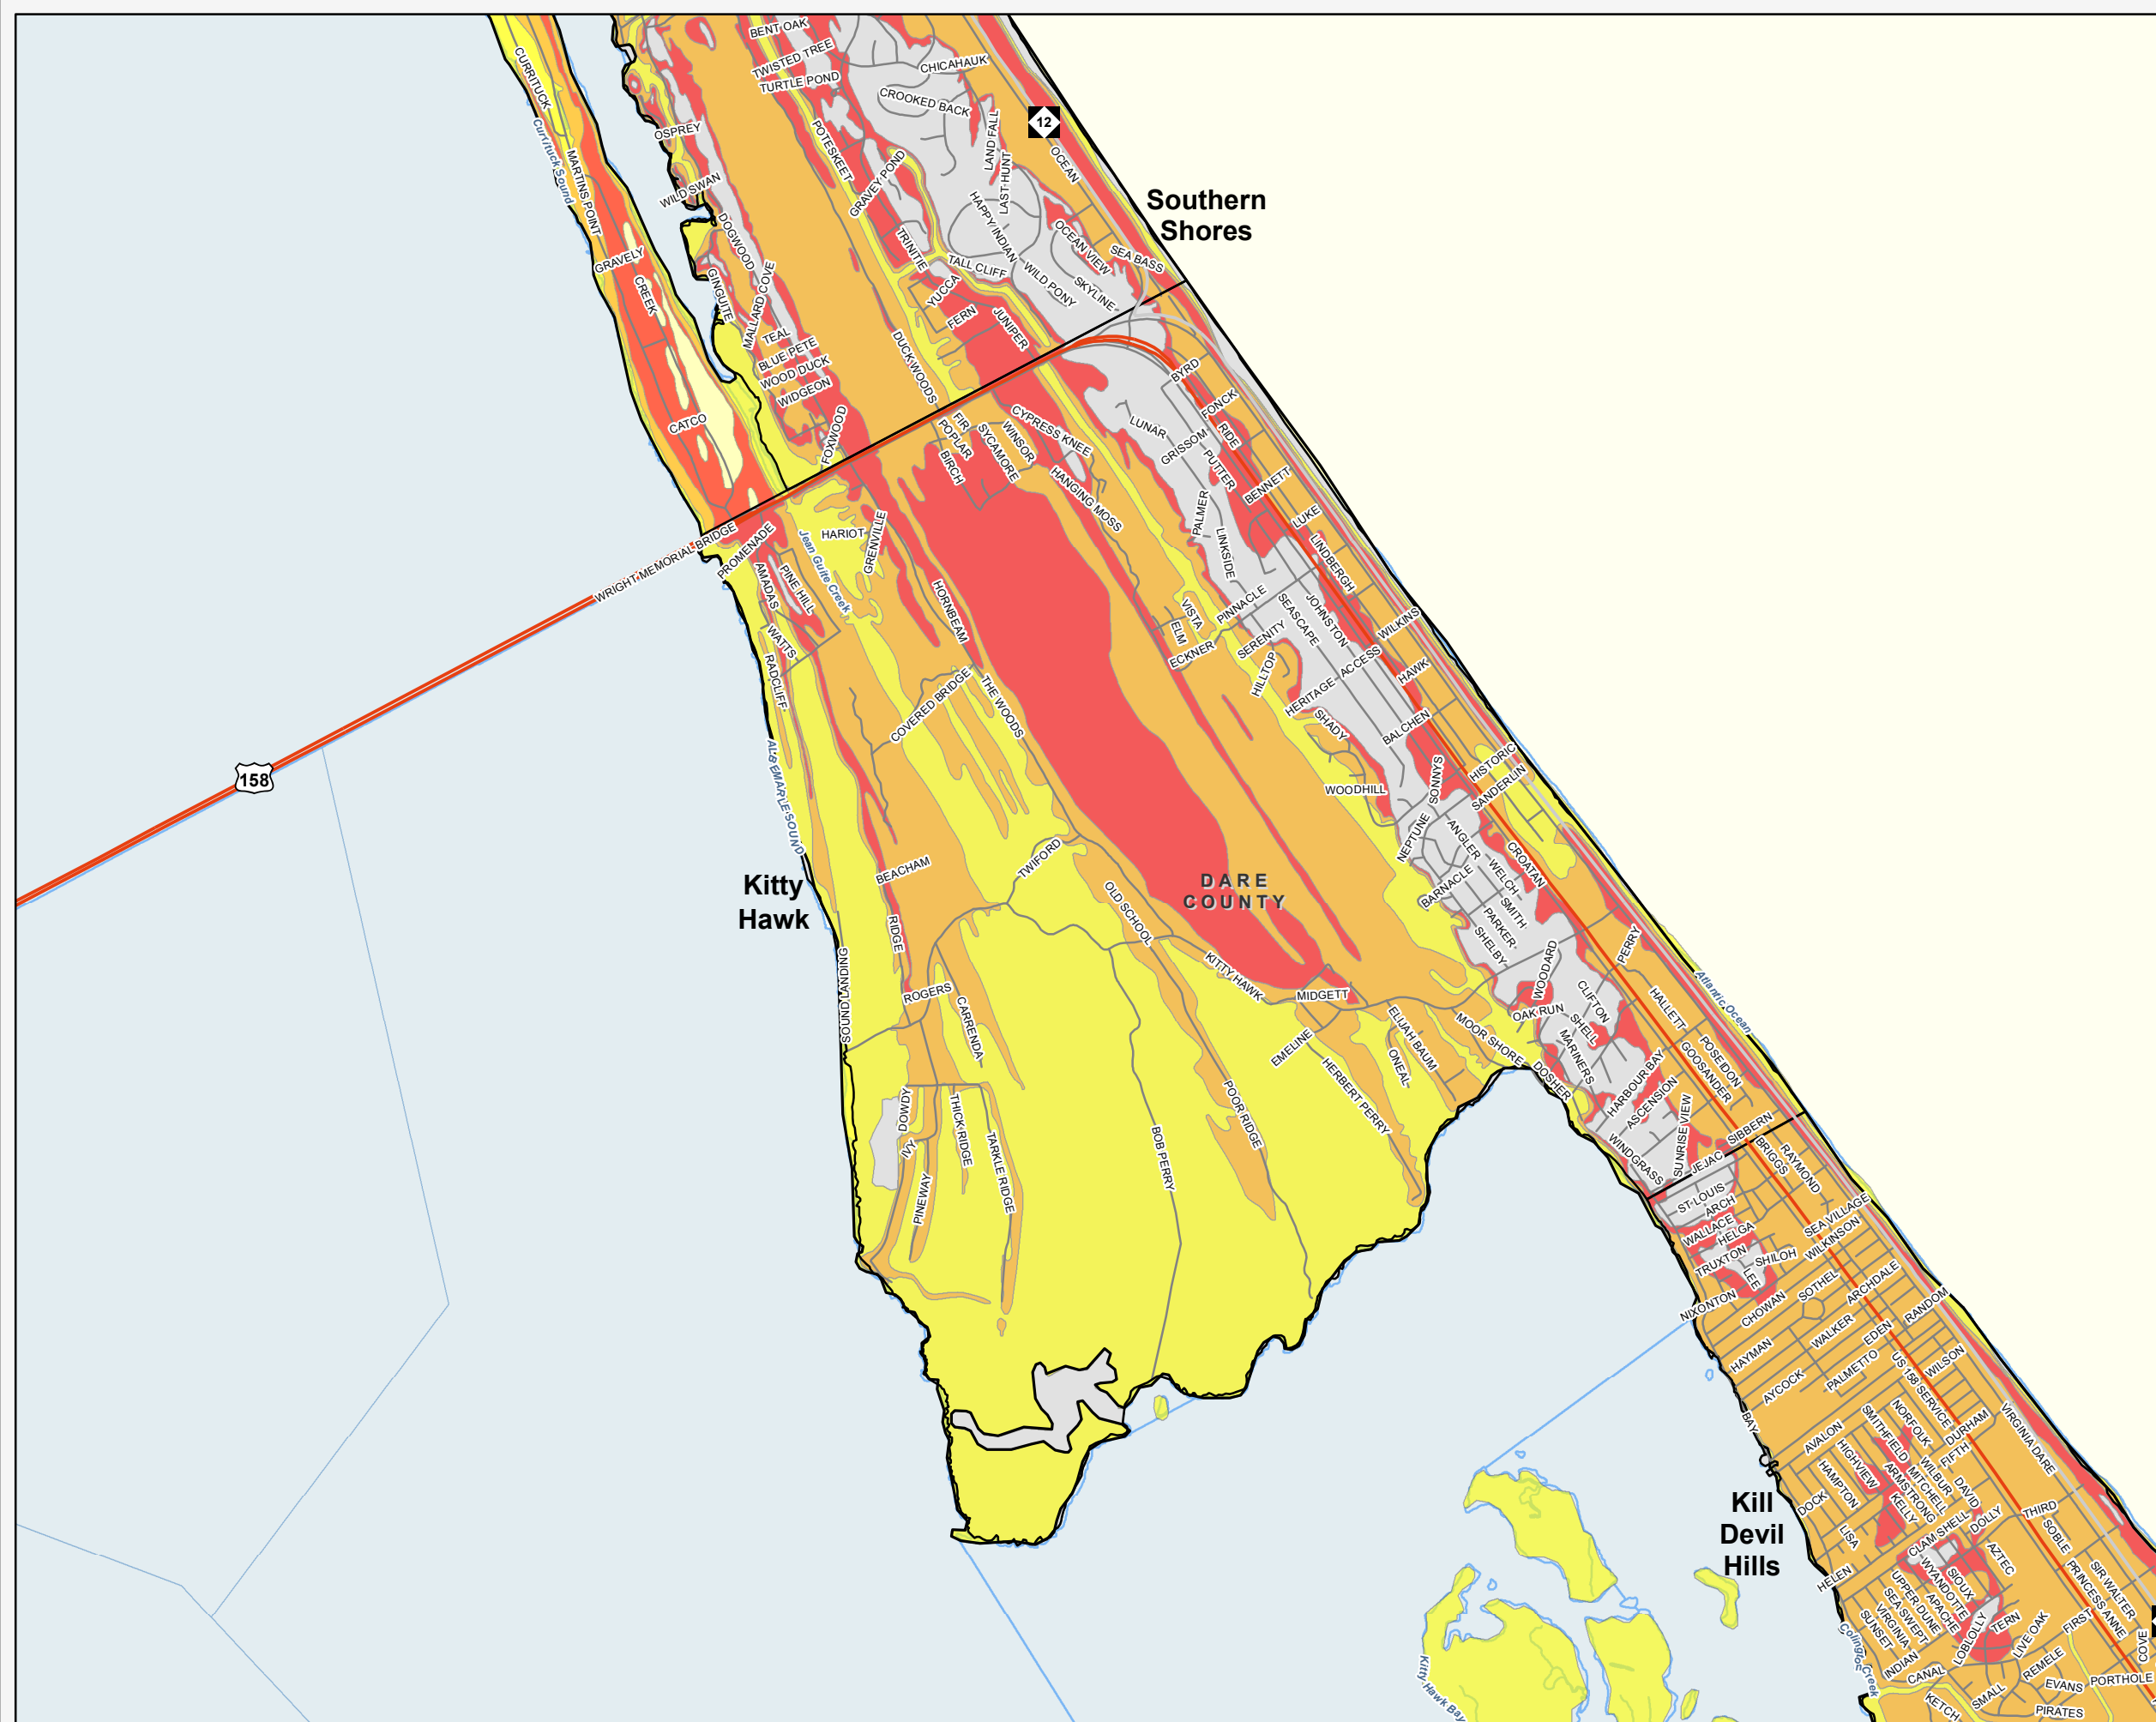 BENT OAK
TWISTED TREE
TURTLE POND
CHICAHAUK
CROOKED BACK
CURRITUCK
Currituck Sound
MARTINS POINT
OSPREY
WILD SWAN
POTESKEET
GRAVEY POND
LAND FALL
LAST HUNT
12
OCEAN
Southern
Shores
HAPPY INDIAN
OCEAN VIEW
SEA BASS
DOGWOOD
TRINITIE
TALL CLIFF
WILD PONY
SKYLINE
GRAVELY
CREEK
GINGUITE
MALLARD COVE
YUCCA
FERN
JUNIPER
TEAL
BLUE PETE
WOOD DUCK
WIDGEON
DUCK WOODS
BYRD
FONCK
CATCO
FOXWOOD
FIR
POPLAR
BIRCH
SYCAMORE
WINSOR
CYPRESS KNEE
HANGING MOSS
LUNAR
GRISSOM
RIDE
PUTTER
BENNETT
LUKE
PALMER
LINKSIDE
LINDBERGH
WRIGHT MEMORIAL BRIDGE
PROMENADE
HARIOT
GRENVILLE
Jean Guite Creek
AMADAS
PINE HILL
WATTS
RADCLIFF
HORNBEAM
VISTA
ELM
ECKNER
PINNACLE
SERENITY
SEASCAPE
JOHNSTON
WILKINS
HILLTOP
HERITAGE
ACCESS
HAWK
SHADY
BALCHEN
COVERED BRIDGE
THE WOODS
158
ALBEMARLE SOUND
WOODHILL
SONNYS
HISTORIC
SANDERLIN
NEPTUNE
ANGLER
CROATAN
WELCH
BARNACLE
SMITH
PARKER
SHELBY
BEACHAM
TWIFORD
Kitty
Hawk
DARE
COUNTY
OLD SCHOOL
RIDGE
SOUND LANDING
ROGERS
CARRENDA
KITTY HAWK
MIDGETT
WOODARD
PERRY
Atlantic Ocean
CLIFTON
OAK RUN
SHELL
MARINERS
HALLETT
POSEIDON
GOOSANDER
MOOR SHORE
ELIJAH BAUM
ONEAL
EMELINE
HERBERT PERRY
DOSHER
HARBOUR BAY
ASCENSION
SUNRISE VIEW
WINDGRASS
SIBBERN
JEJAC
BRIGGS
RAYMOND
DOWDY
IVY
THICK RIDGE
TARKLE RIDGE
PINEWAY
BOB PERRY
POOR RIDGE
ST LOUIS
ARCH
WALLACE
HELGA
TRUXTON
LEE
SHILOH
SEA VILLAGE
WILKINSON
NIXONTON
CHOWAN
SOTHEL
ARCHDALE
RANDOM
HAYMAN
WALKER
EDEN
AYCOCK
PALMETTO
US 158 SERVICE
WILSON
BAY
VIRGINIA DARE
AVALON
HIGHVIEW
HAMPTON
SMITHFIELD
NORFOLK
DURHAM
FIFTH
WILBUR
MITCHELL
ARMSTRONG
KELLY
DAVID
DOCK
LISA
CLAM SHELL
DOLLY
THIRD
SOBLE
Kill
Devil
Hills
HELEN
AZTEC
SIOUX
WYANDOTTE
APACHE
UPPER DUNE
SEA SWEPT
VIRGINIA
SUNSET
PRINCESS ANNE
SIR WALTER
INDIAN
CANAL
LOBLOLLY
TERN
LIVE OAK
FIRST
REMELE
SMALL
KETCH
EVANS
PORTHOLE
COVE
PIRATES
Kitty Hawk Bay
Colington Creek